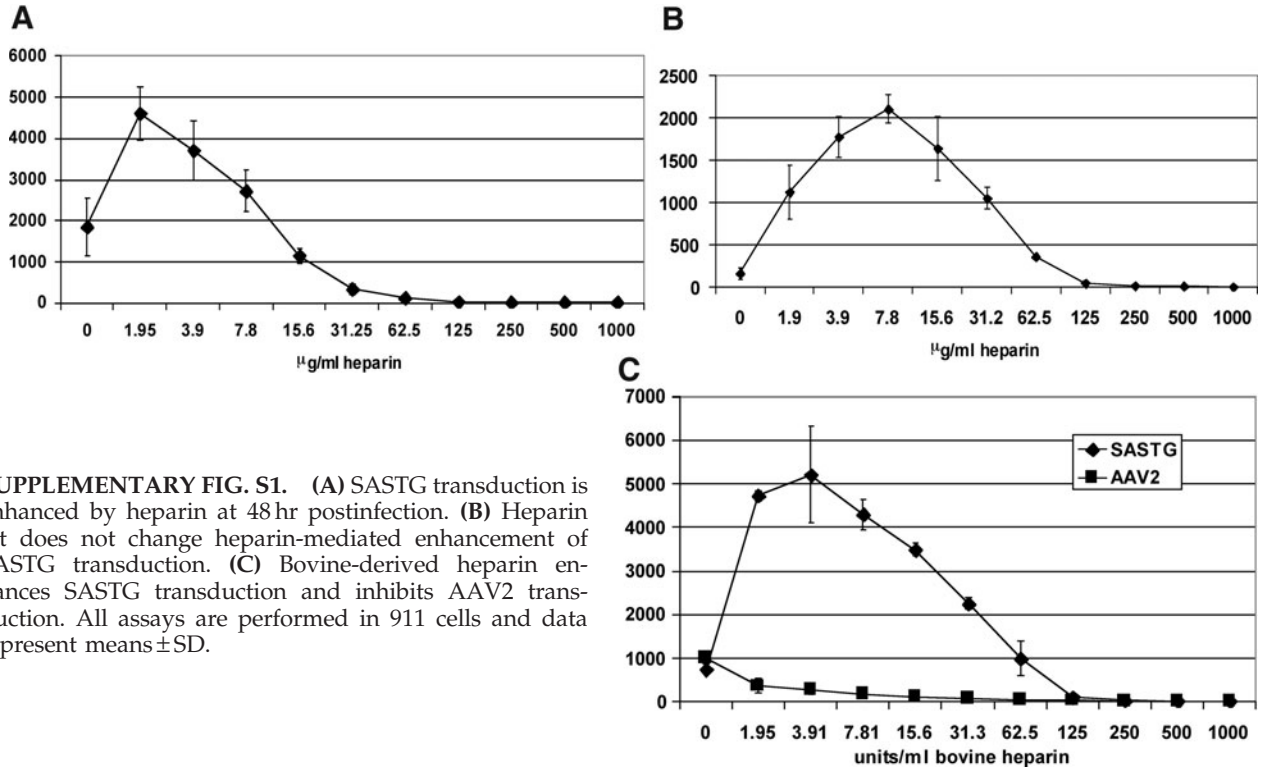 A
6000
5000
4000
3000
2000
1000
0
0 1.95 3.9 7.8 15.6 31.25 62.5 125 250 500 1000
µg/ml heparin
B
2500
2000
1500
1000
500
0
0 1.9 3.9 7.8 15.6 31.2 62.5 125 250 500 1000
µg/ml heparin
C
7000
6000
5000
4000
3000
2000
1000
0
SASTG
AAV2
0 1.95 3.91 7.81 15.6 31.3 62.5 125 250 500 1000
units/ml bovine heparin
UPPLEMENTARY FIG. S1. (A) SASTG transduction is
nhanced by heparin at 48 hr postinfection. (B) Heparin
t does not change heparin-mediated enhancement of
ASTG transduction. (C) Bovine-derived heparin en-
ances SASTG transduction and inhibits AAV2 trans-
uction. All assays are performed in 911 cells and data
present means ± SD.